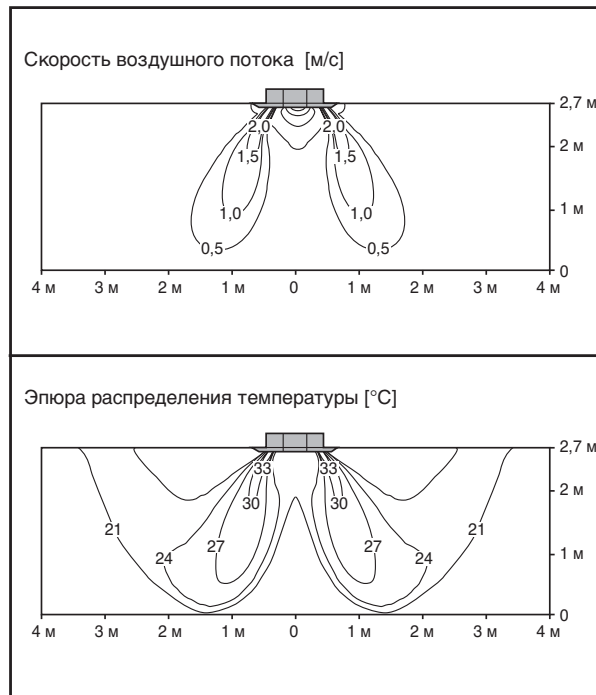 Скорость воздушного потока [м/с]
2,7 м
2,0 2,0
2 м
1,5 1,5
1,0 1,0
1 м
0,5 0,5
0
4 м 3 м 2 м 1 м 0 1 м 2 м 3 м 4 м
Эпюра распределения температуры [°C]
2,7 м
33 33
2 м
30 30
21 21
27 27
24 24
1 м
0
4 м 3 м 2 м 1 м 0 1 м 2 м 3 м 4 м